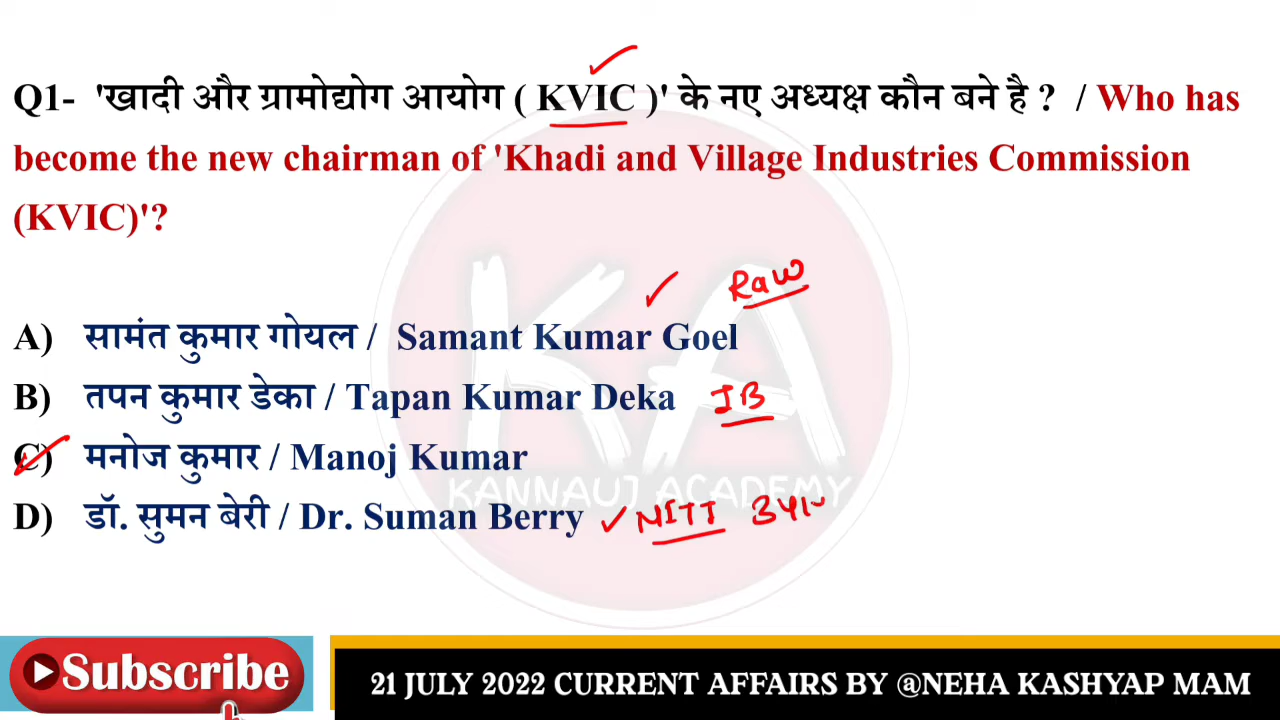 Q1- 'खादी और ग्रामोद्योग आयोग ( KVIC )' के नए अध्यक्ष कौन बने है ? / Who has
become the new chairman of 'Khadi and Village Industries Commission
(KVIC)'?
Raw
A) सामंत कुमार गोयल / Samant Kumar Goel
B) तपन कुमार डेका / Tapan Kumar Deka IB
C) मनोज कुमार / Manoj Kumar
KANNAUJ ACADEMY
D) डॉ. सुमन बेरी / Dr. Suman Berry NITI
KA
Subscribe
21 JULY 2022 CURRENT AFFAIRS BY @NEHA KASHYAP MAM